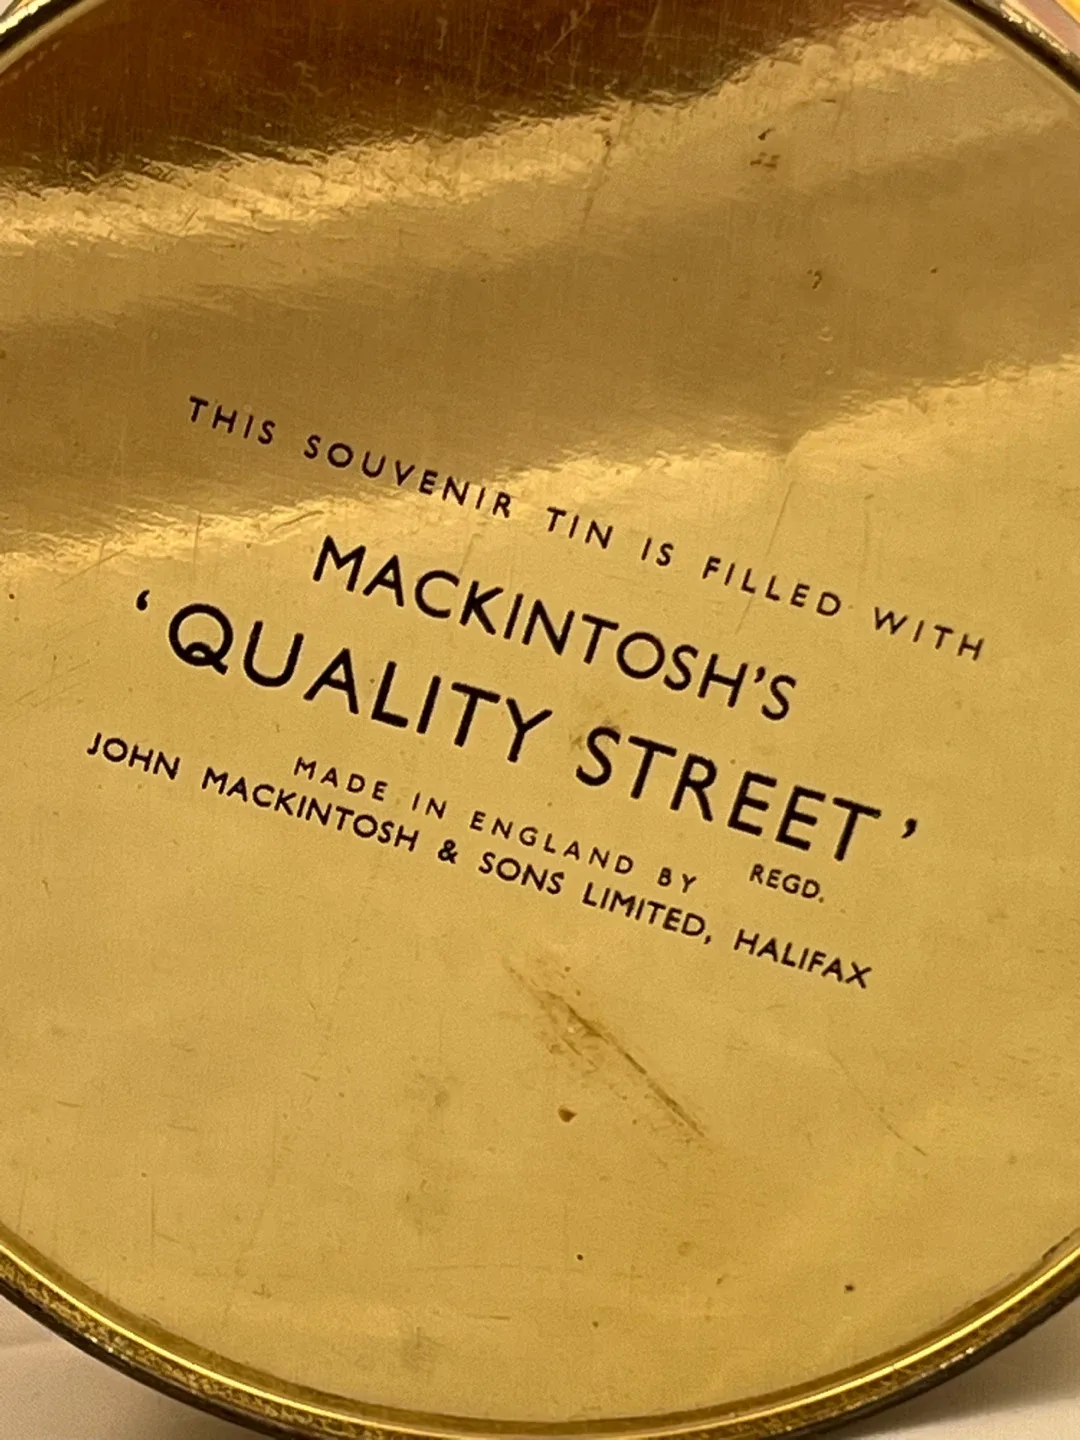 THIS SOUVENIR TIN IS FILLED WITH
MACKINTOSH'S
‘QUALITY STREET’
REGD.
MADE IN ENGLAND BY
JOHN MACKINTOSH & SONS LIMITED, HALIFAX